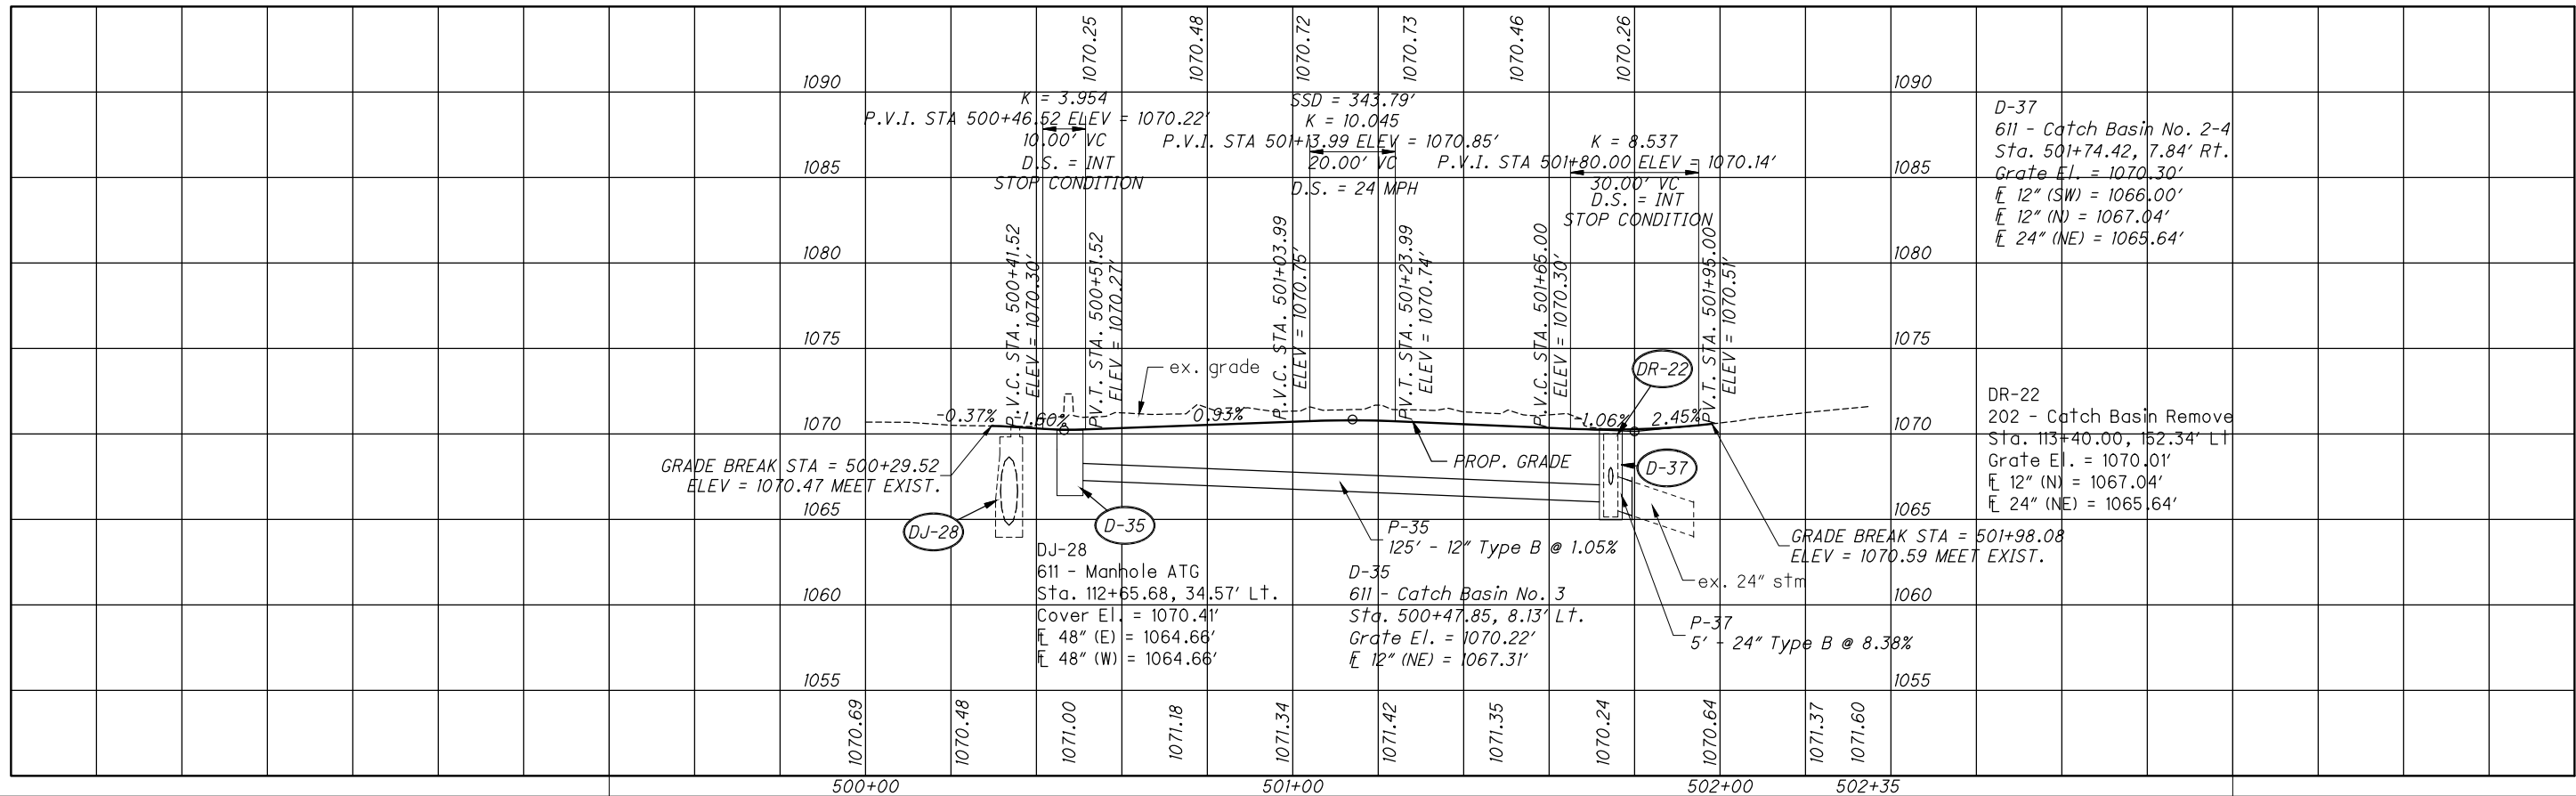 1070.25
1070.48
1070.72
1070.73
1070.46
1070.26
1090
1085
1080
1075
1070
1065
1060
1055
K = 3.954
P.V.I. STA 500+46.52 ELEV = 1070.22'
10.00' VC
D.S. = INT
STOP CONDITION
SSD = 343.79'
K = 10.045
P.V.I. STA 501+13.99 ELEV = 1070.85'
20.00' VC
D.S. = 24 MPH
K = 8.537
P.V.I. STA 501+80.00 ELEV = 1070.14'
30.00' VC
D.S. = INT
STOP CONDITION
P.V.C. STA. 500+41.52
ELEV = 1070.30'
P.V.T. STA. 500+51.52
ELEV = 1070.27'
P.V.C. STA. 501+03.99
ELEV = 1070.75'
P.V.T. STA. 501+23.99
ELEV = 1070.74'
P.V.C. STA. 501+65.00
ELEV = 1070.30'
P.V.T. STA. 501+95.00
ELEV = 1070.51'
ex. grade
-0.37%
0.93%
-1.06%
2.45%
DR-22
GRADE BREAK STA = 500+29.52
ELEV = 1070.47 MEET EXIST.
PROP. GRADE
D-37
DJ-28
D-35
P-35
125' - 12" Type B @ 1.05%
GRADE BREAK STA = 501+98.08
ELEV = 1070.59 MEET EXIST.
ex. 24" stm
P-37
5' - 24" Type B @ 8.38%
DJ-28
611 - Manhole ATG
Sta. 112+65.68, 34.57' Lt.
Cover El. = 1070.41'
FL 48" (E) = 1064.66'
FL 48" (W) = 1064.66'
D-35
611 - Catch Basin No. 3
Sta. 500+47.85, 8.13' Lt.
Grate El. = 1070.22'
FL 12" (NE) = 1067.31'
1090
1085
1080
1075
1070
1065
1060
1055
D-37
611 - Catch Basin No. 2-4
Sta. 501+74.42, 7.84' Rt.
Grate El. = 1070.30'
FL 12" (SW) = 1066.00'
FL 12" (N) = 1067.04'
FL 24" (NE) = 1065.64'
DR-22
202 - Catch Basin Remove
Sta. 113+40.00, 152.34' Lt
Grate El. = 1070.01'
FL 12" (N) = 1067.04'
FL 24" (NE) = 1065.64'
1070.69
1070.48
1071.00
1071.18
1071.34
1071.42
1071.35
1070.24
1070.64
1071.37
1071.60
500+00
501+00
502+00
502+35